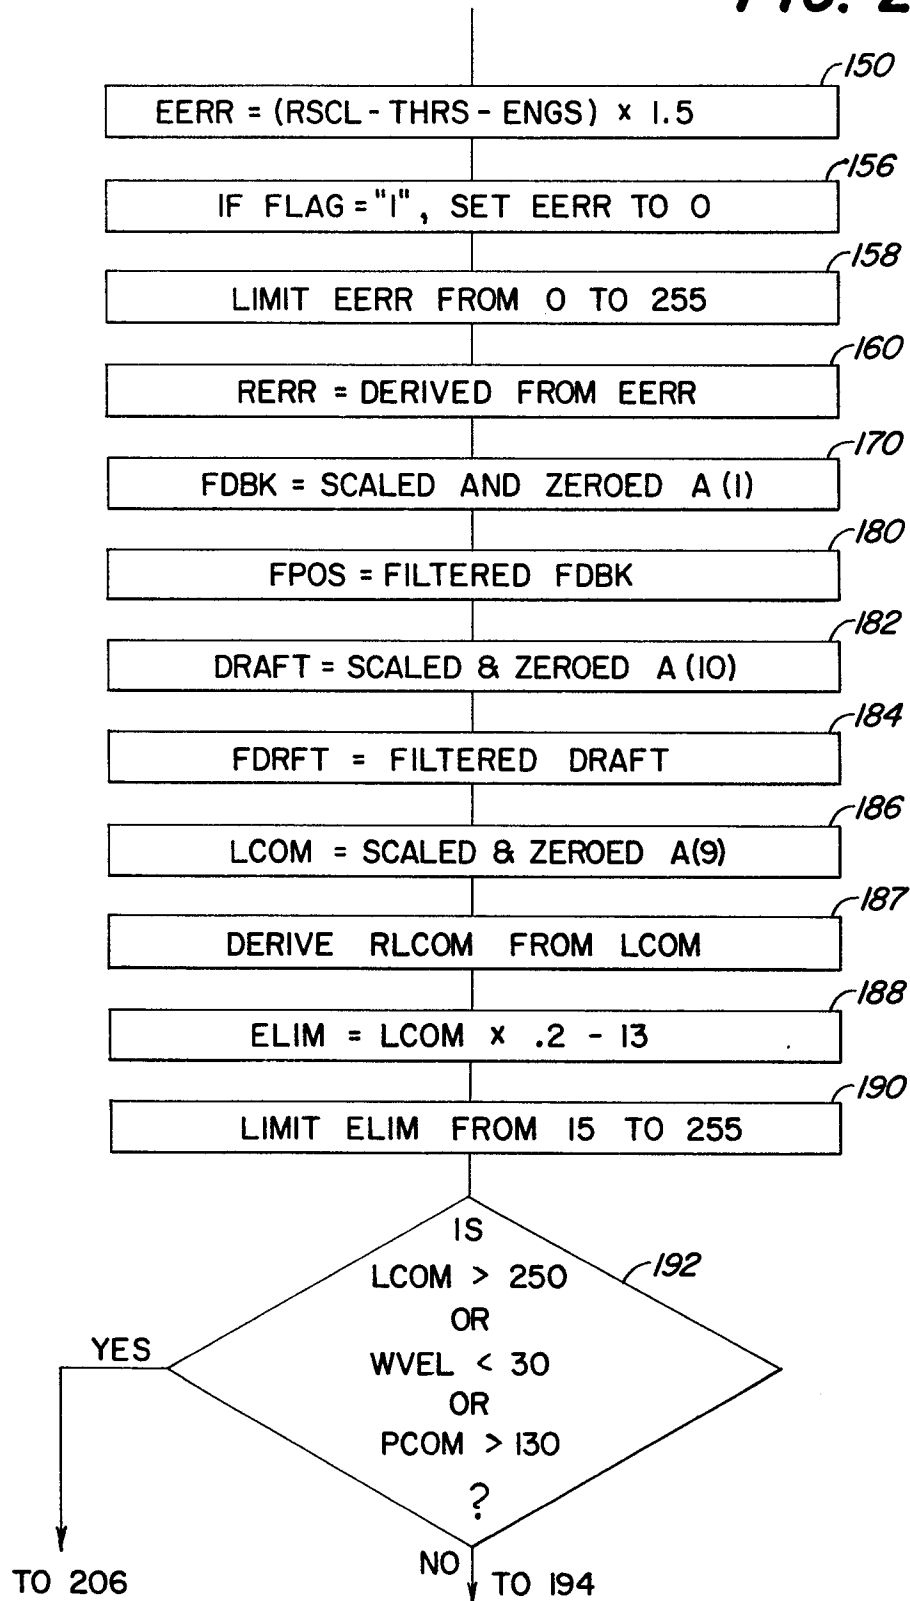 FIG. 2
150
EERR = (RSCL - THRS - ENGS) x 1.5
156
IF FLAG = "1", SET EERR TO 0
158
LIMIT EERR FROM 0 TO 255
160
RERR = DERIVED FROM EERR
170
FDBK = SCALED AND ZEROED A (1)
180
FPOS = FILTERED FDBK
182
DRAFT = SCALED & ZEROED A (10)
184
FDRFT = FILTERED DRAFT
186
LCOM = SCALED & ZEROED A(9)
187
DERIVE RLCOM FROM LCOM
188
ELIM = LCOM x .2 - 13
190
LIMIT ELIM FROM 15 TO 255
IS
192
LCOM > 250
OR
YES
WVEL < 30
OR
PCOM > 130
?
NO
TO 206
TO 194